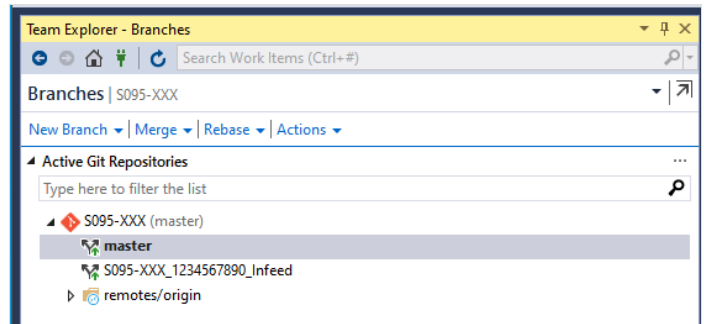 Team Explorer - Branches
Search Work Items (Ctrl+#)
Branches | S095-XXX
New Branch | Merge | Rebase | Actions
Active Git Repositories
Type here to filter the list
S095-XXX (master)
master
S095-XXX_1234567890_Infeed
remotes/origin